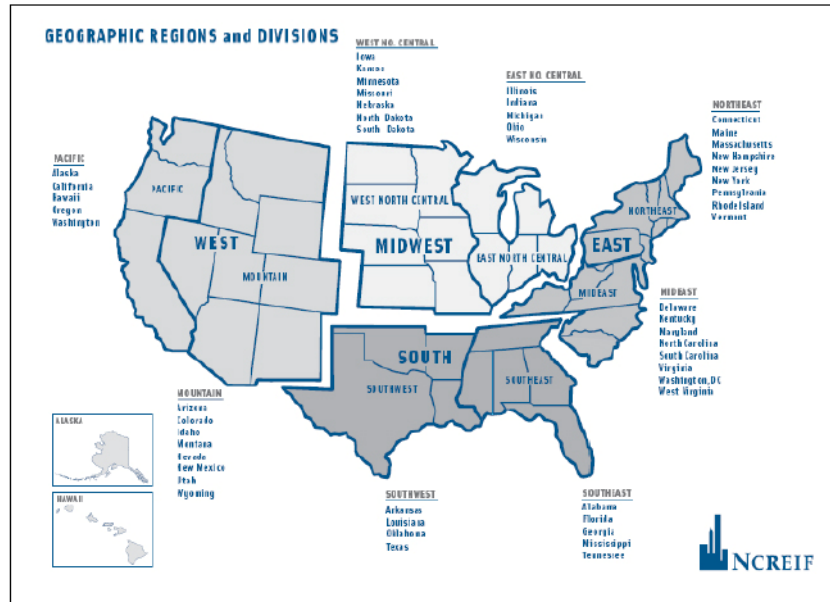 GEOGRAPHIC REGIONS and DIVISIONS
WEST NO. CENTRAL
Iowa
Kansas
Minnesota
Missouri
Nebraska
North Dakota
South Dakota
EAST NO. CENTRAL
Illinois
Indiana
Michigan
Ohio
Wisconsin
NORTHEAST
Connecticut
Maine
Massachusetts
New Hampshire
New Jersey
New York
Pennsylvania
Rhode Island
Vermont
PACIFIC
Alaska
California
Hawaii
Oregon
Washington
PACIFIC
WEST
MOUNTAIN
WEST NORTH CENTRAL
MIDWEST
EAST NORTH CENTRAL
NORTHEAST
EAST
MIDEAST
MIDEAST
Delaware
Kentucky
Maryland
North Carolina
South Carolina
Virginia
Washington, DC
West Virginia
SOUTH
SOUTHWEST
SOUTHEAST
MOUNTAIN
Arizona
Colorado
Idaho
Montana
Nevada
New Mexico
Utah
Wyoming
ALASKA
HAWAII
SOUTHWEST
Arkansas
Louisiana
Oklahoma
Texas
SOUTHEAST
Alabama
Florida
Georgia
Mississippi
Tennessee
NCREIF